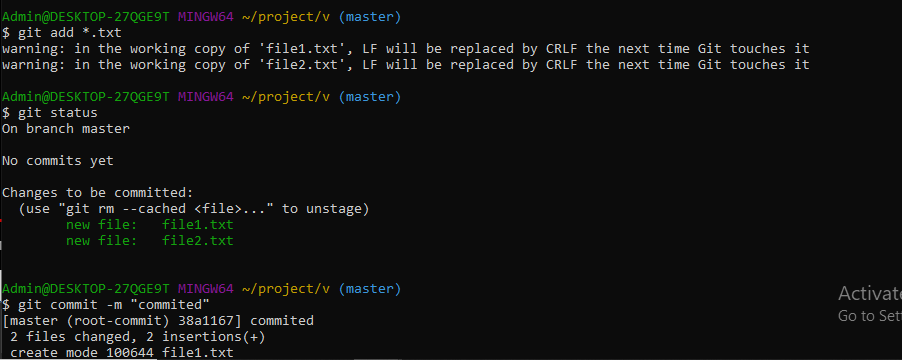 Admin@DESKTOP-27QGE9T MINGW64 ~/project/v (master)
$ git add *.txt
warning: in the working copy of 'file1.txt', LF will be replaced by CRLF the next time Git touches it
warning: in the working copy of 'file2.txt', LF will be replaced by CRLF the next time Git touches it
Admin@DESKTOP-27QGE9T MINGW64 ~/project/v (master)
$ git status
On branch master
No commits yet
Changes to be committed:
(use "git rm --cached <file>..." to unstage)
new file: file1.txt
new file: file2.txt
Admin@DESKTOP-27QGE9T MINGW64 ~/project/v (master)
$ git commit -m "commited"
[master (root-commit) 38a1167] commited
2 files changed, 2 insertions(+)
create mode 100644 file1.txt
Activate
Go to Sett